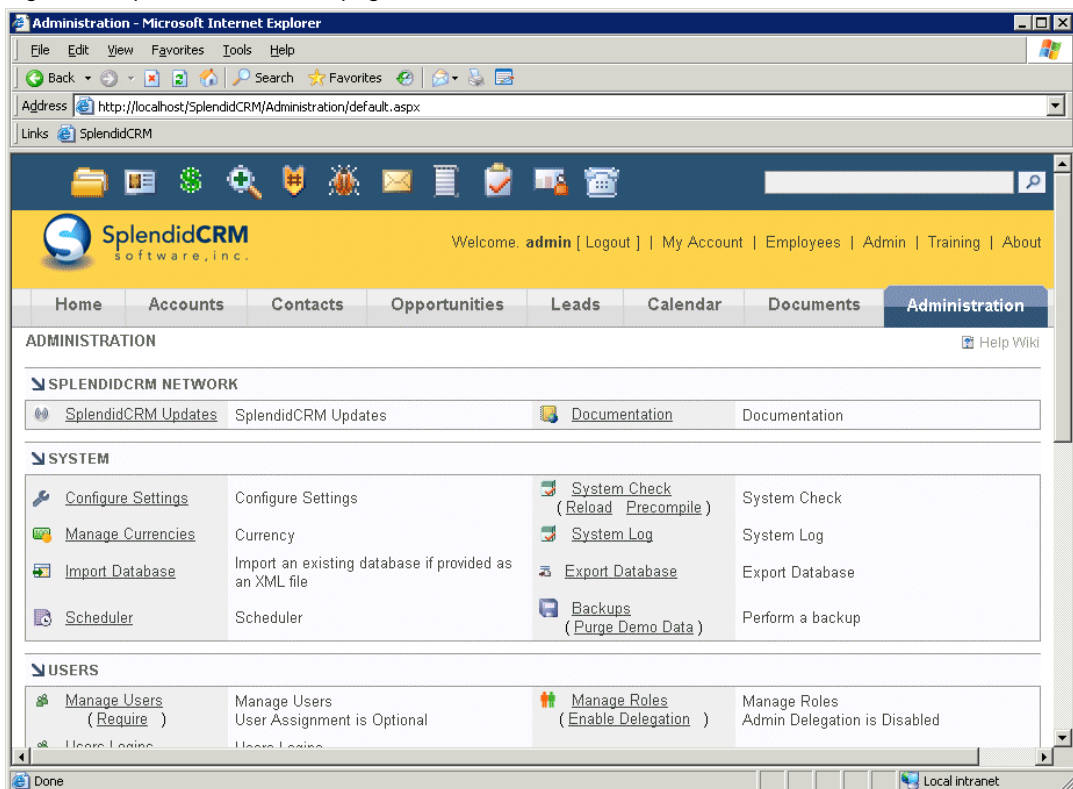 Administration - Microsoft Internet Explorer
File Edit View Favorites Tools Help
Back Search Favorites
Address http://localhost/SplendidCRM/Administration/default.aspx
Links SplendidCRM
SplendidCRM
software, inc.
Welcome. admin [ Logout ] | My Account | Employees | Admin | Training | About
Home Accounts Contacts Opportunities Leads Calendar Documents Administration
ADMINISTRATION Help Wiki
SPLENDIDCRM NETWORK
SplendidCRM Updates SplendidCRM Updates Documentation Documentation
SYSTEM
Configure Settings Configure Settings System Check System Check
( Reload Precompile )
Manage Currencies Currency System Log System Log
Import Database Import an existing database if provided as an XML file Export Database Export Database
Scheduler Scheduler Backups Perform a backup
( Purge Demo Data )
USERS
Manage Users Manage Users Manage Roles Manage Roles
( Require ) User Assignment is Optional ( Enable Delegation ) Admin Delegation is Disabled
Users Logins Users Logins
Done Local intranet